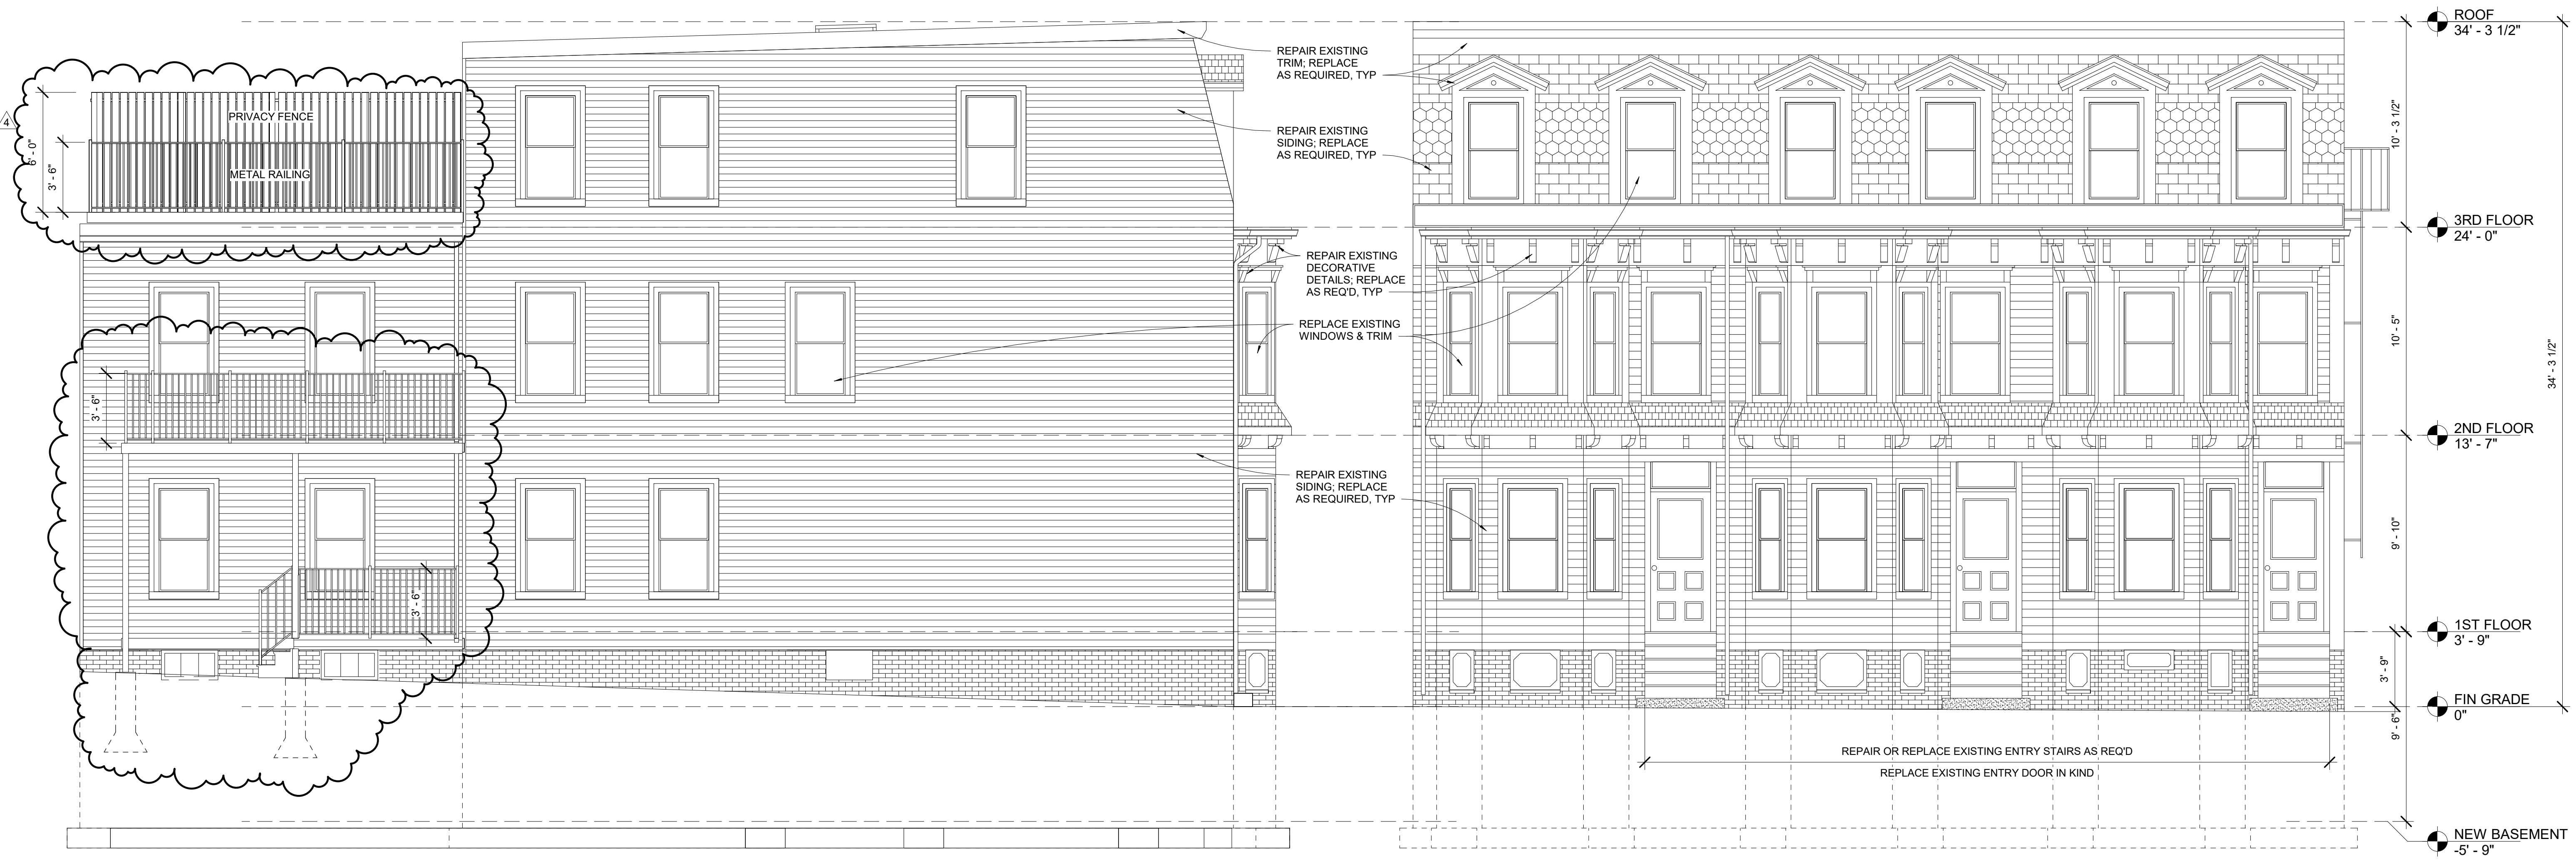 4
6' - 0"
3' - 6"
PRIVACY FENCE
METAL RAILING
3' - 6"
3' - 6"
REPAIR EXISTING
TRIM; REPLACE
AS REQUIRED, TYP
REPAIR EXISTING
SIDING; REPLACE
AS REQUIRED, TYP
REPAIR EXISTING
DECORATIVE
DETAILS; REPLACE
AS REQ'D, TYP
REPLACE EXISTING
WINDOWS & TRIM
REPAIR EXISTING
SIDING; REPLACE
AS REQUIRED, TYP
REPAIR OR REPLACE EXISTING ENTRY STAIRS AS REQ'D
REPLACE EXISTING ENTRY DOOR IN KIND
10' - 3 1/2"
10' - 5"
9' - 10"
3' - 9"
9' - 6"
34' - 3 1/2"
ROOF
34' - 3 1/2"
3RD FLOOR
24' - 0"
2ND FLOOR
13' - 7"
1ST FLOOR
3' - 9"
FIN GRADE
0"
NEW BASEMENT
-5' - 9"